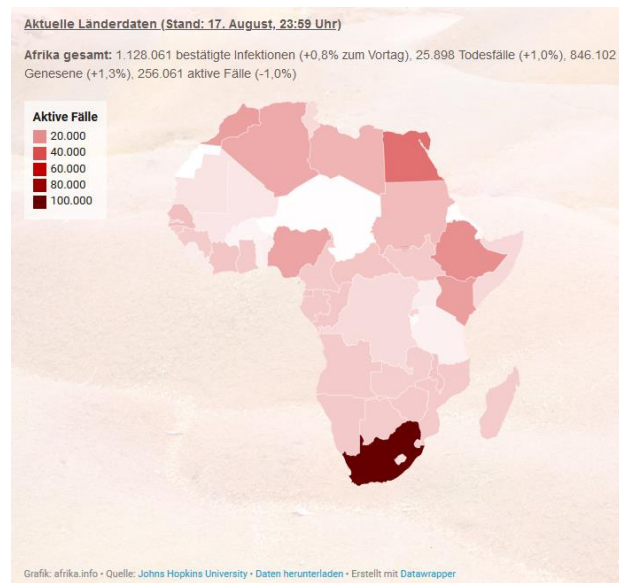 Aktuelle Länderdaten (Stand: 17. August, 23:59 Uhr)
Afrika gesamt: 1.128.061 bestätigte Infektionen (+0,8% zum Vortag), 25.898 Todesfälle (+1,0%), 846.102
Genesene (+1,3%), 256.061 aktive Fälle (-1,0%)
Aktive Fälle
20.000
40.000
60.000
80.000
100.000
Grafik: afrika.info • Quelle: Johns Hopkins University • Daten herunterladen • Erstellt mit Datawrapper